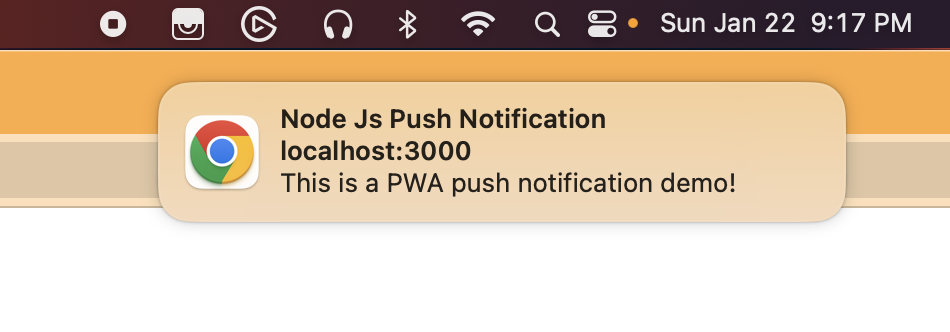 Sun Jan 22 9:17 PM
Node Js Push Notification
localhost:3000
This is a PWA push notification demo!